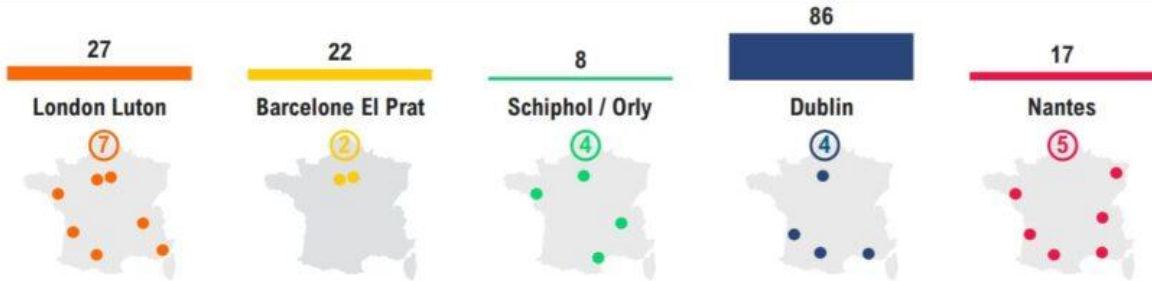 27
22
8
86
17
London Luton
Barcelone El Prat
Schiphol / Orly
Dublin
Nantes
7
2
4
4
5